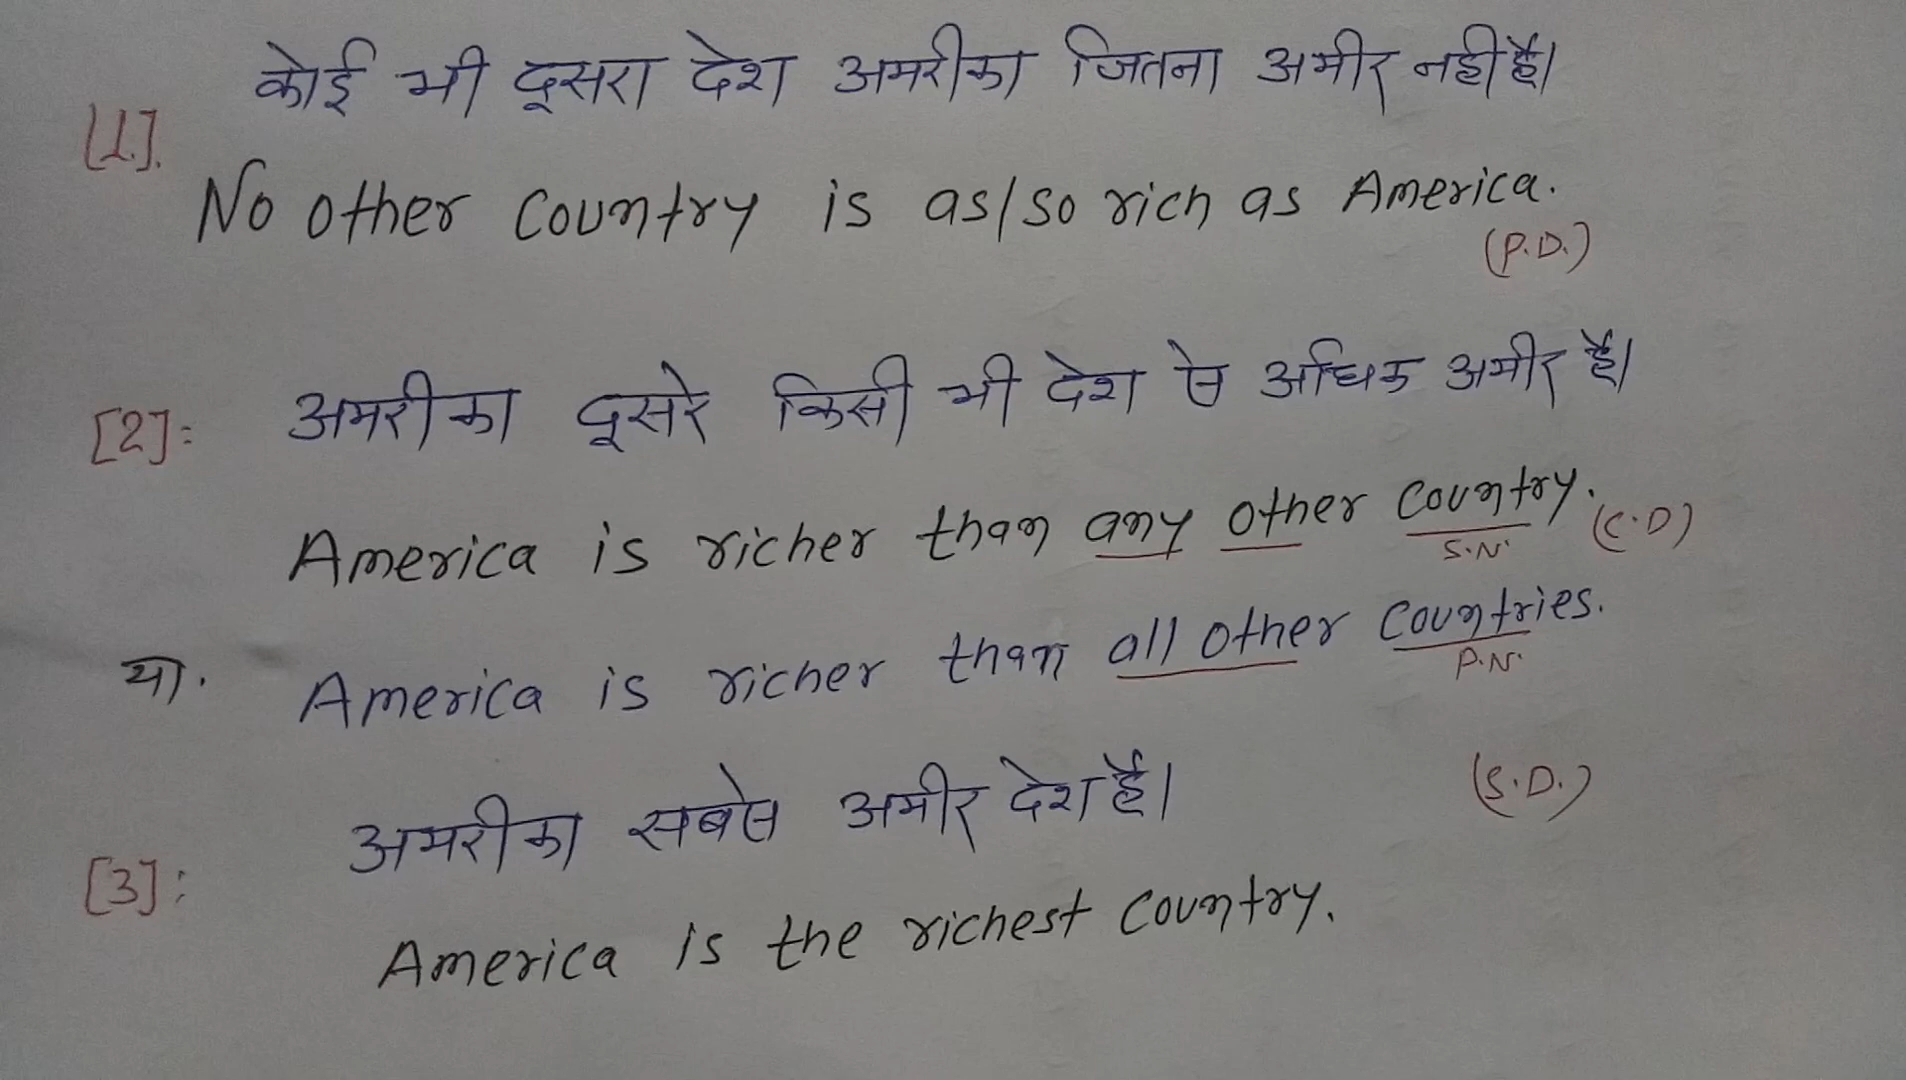 कोई भी दूसरा देश अमरीका जितना अमीर नही है।
[1].
No other country is as/so rich as America.
(P.D.)
अमरीका दूसरे किसी भी देश से अधिक अमीर है।
[2]:
America is richer than any other country. (C.D)
S.N.
या. America is richer than all other countries.
P.N.
अमरीका सबसे अमीर देश है। (S.D.)
[3]:
America is the richest country.